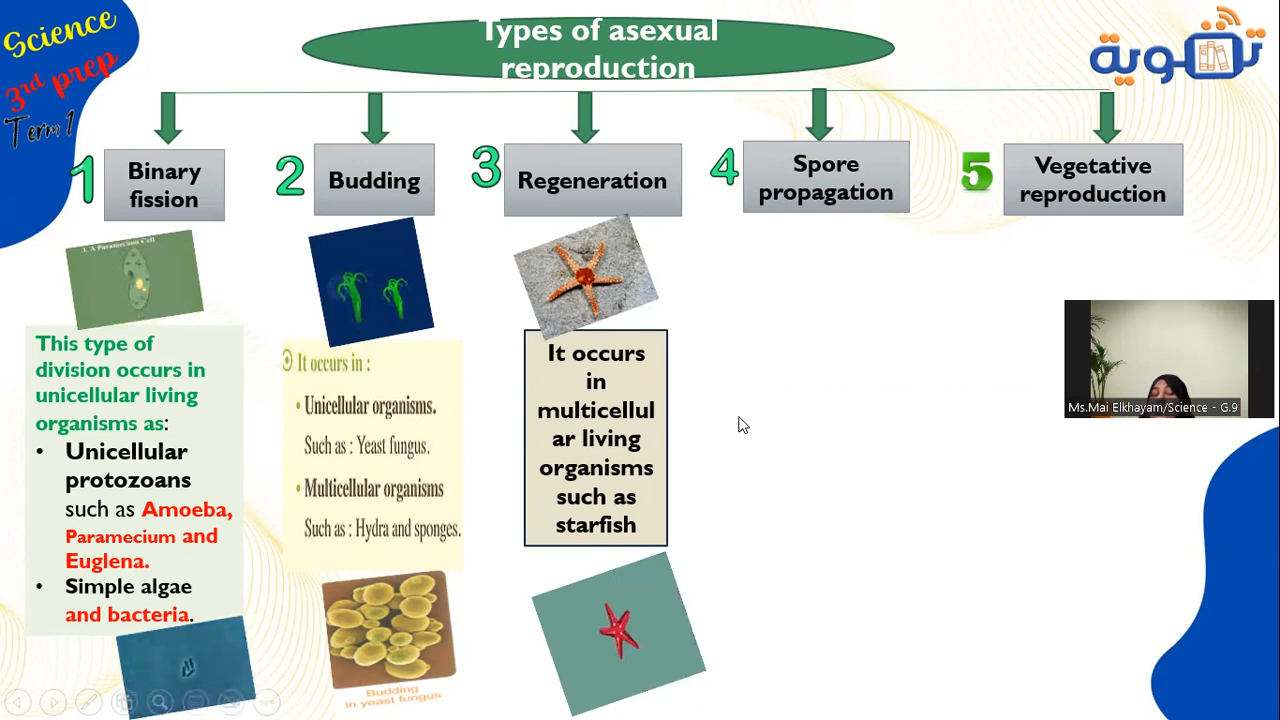 Science
3rd prep
Term 1
Types of asexual
reproduction
تقوية
1
Binary
fission
2
Budding
3
Regeneration
4
Spore
propagation
5
Vegetative
reproduction
1. A Paramecium Cell
This type of
division occurs in
unicellular living
organisms as:
• Unicellular
protozoans
such as Amoeba,
Paramecium and
Euglena.
• Simple algae
and bacteria.
It occurs in :
• Unicellular organisms.
Such as : Yeast fungus.
• Multicellular organisms
Such as : Hydra and sponges.
Budding
in yeast fungus
It occurs
in
multicellul
ar living
organisms
such as
starfish
Ms.Mai Elkhayam/Science - G.9